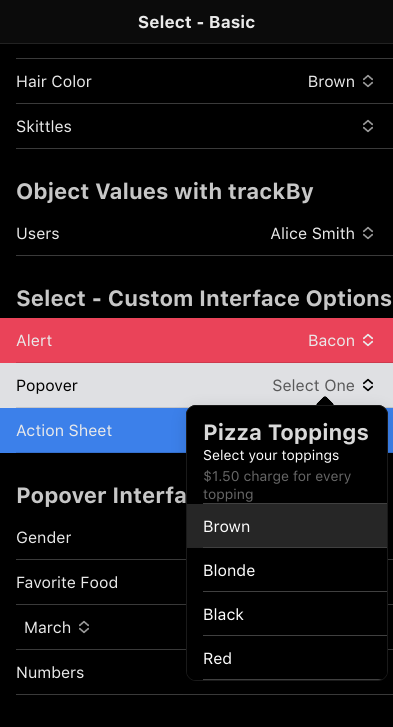 Select - Basic
Hair Color Brown
Skittles
Object Values with trackBy
Users Alice Smith
Select - Custom Interface Options
Alert Bacon
Popover Select One
Action Sheet
Pizza Toppings
Select your toppings
$1.50 charge for every
topping
Brown
Blonde
Black
Red
Popover Interfa
Gender
Favorite Food
March
Numbers